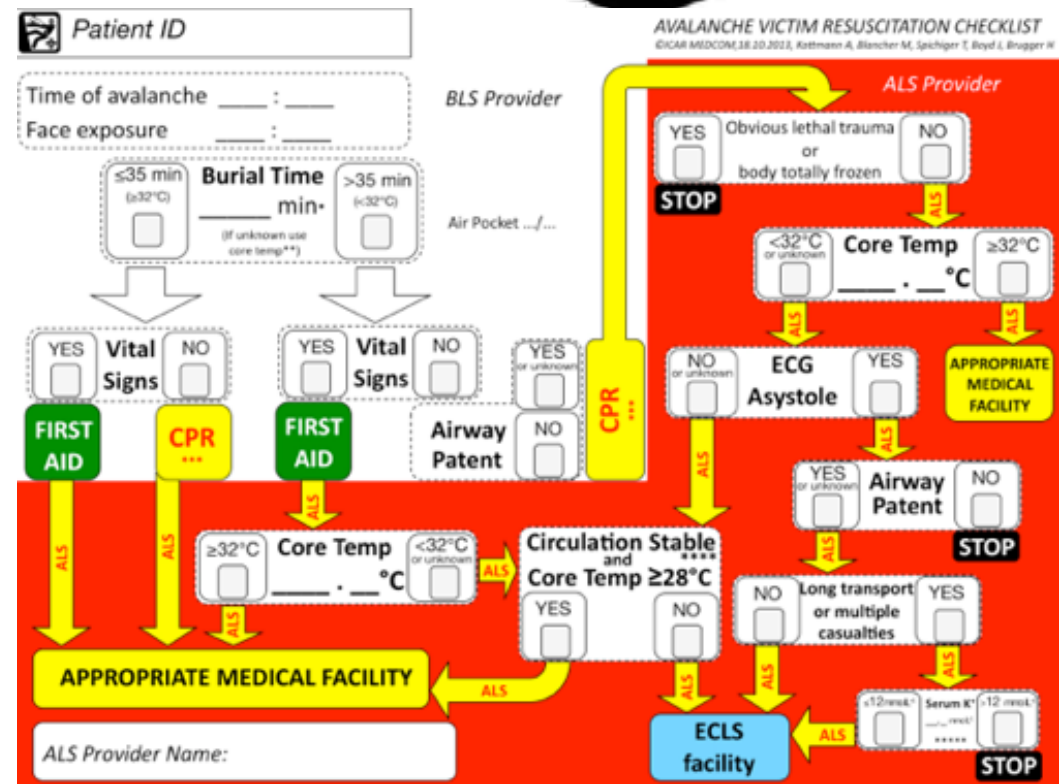 Patient ID
AVALANCHE VICTIM RESUSCITATION CHECKLIST
©ICAR MEDCOM,18.10.2013, Kottmann A, Blancher M, Spichiger T, Boyd J, Brugger H
Time of avalanche ____ : ____
Face exposure ____ : ____
BLS Provider
ALS Provider
≤35 min
(≥32°C)
Burial Time
_____ min*
(If unknown use
core temp**)
>35 min
(<32°C)
Air Pocket .../...
YES
Vital
Signs
NO
FIRST
AID
CPR
***
YES
Vital
Signs
NO
FIRST
AID
YES
or unknown
Airway
Patent
NO
CPR
***
YES
Obvious lethal trauma
or
body totally frozen
NO
STOP
ALS
<32°C
or unknown
Core Temp
____ . __°C
≥32°C
ALS
ALS
APPROPRIATE
MEDICAL
FACILITY
NO
or unknown
ECG
Asystole
YES
ALS
ALS
YES
or unknown
Airway
Patent
NO
STOP
ALS
NO
Long transport
or multiple
casualties
YES
ALS
ALS
≤12mmol/L
Serum K+
__,_ mmol/L
*****
>12 mmol/L
STOP
ALS
ALS
ALS
ALS
≥32°C
Core Temp
____ . __°C
<32°C
or unknown
ALS
ALS
Circulation Stable
****
and
Core Temp ≥28°C
YES
NO
ALS
ALS
APPROPRIATE MEDICAL FACILITY
ECLS
facility
ALS Provider Name: